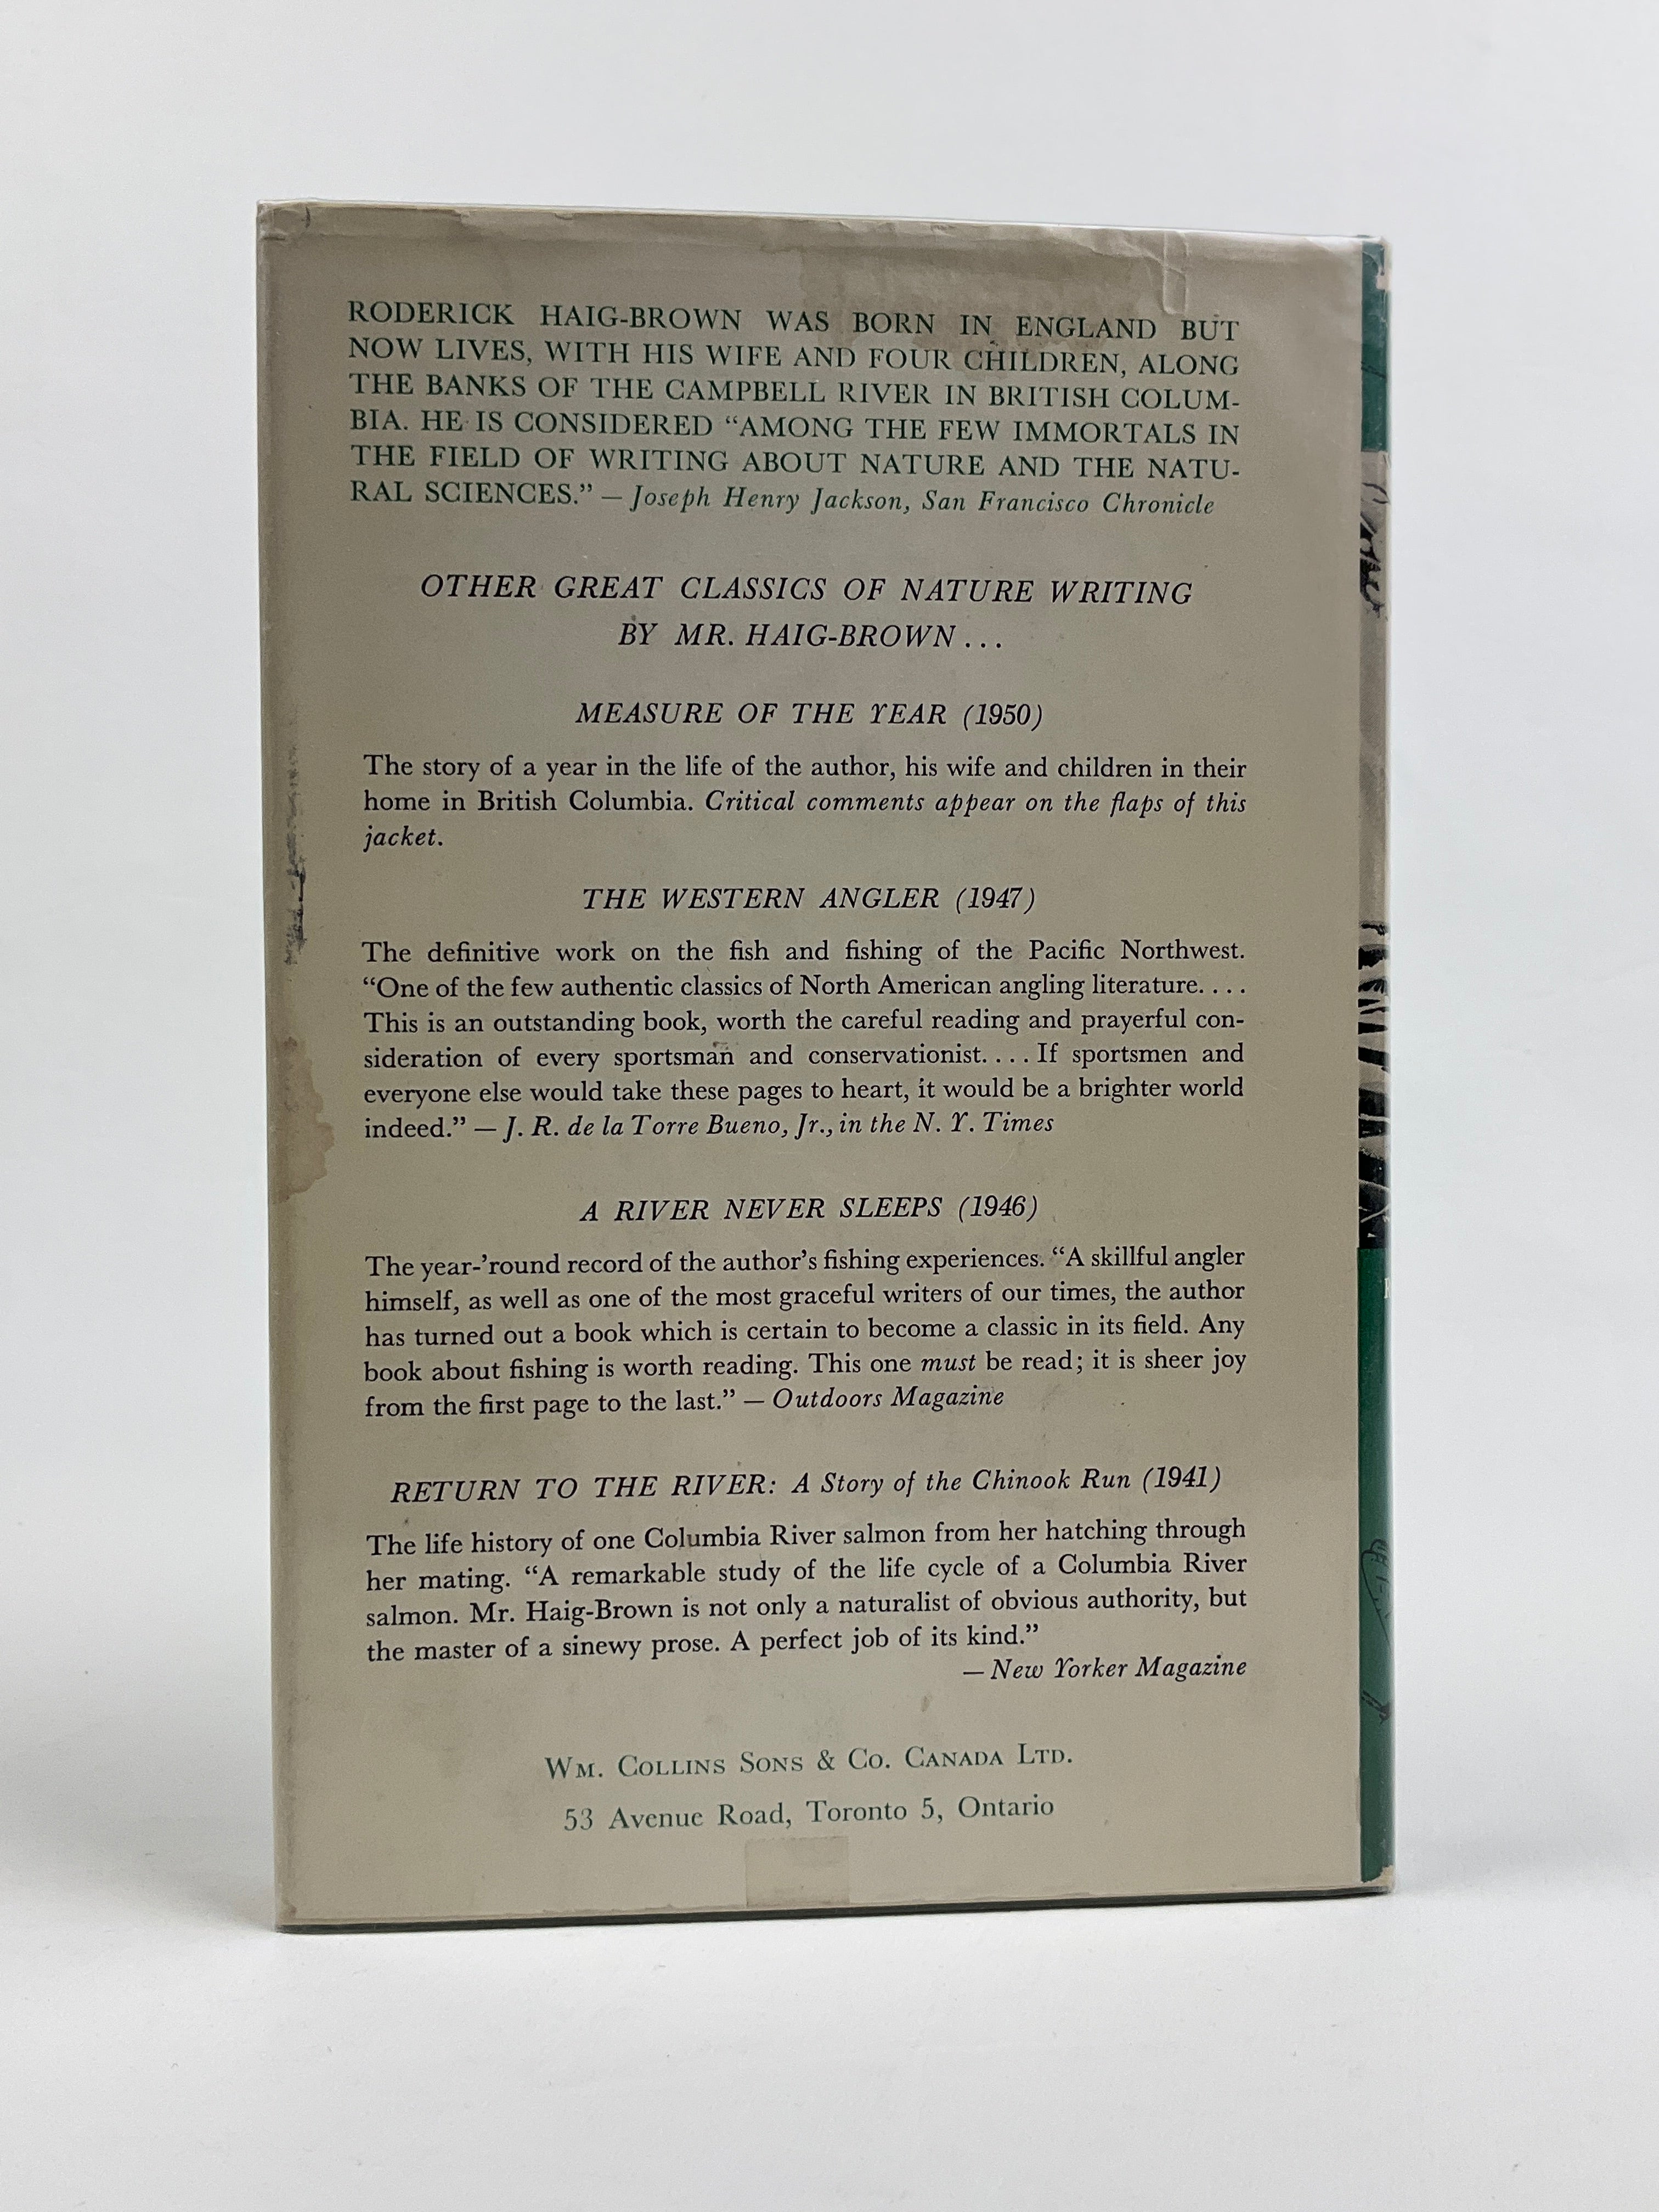 RODERICK HAIG-BROWN WAS BORN IN ENGLAND BUT
NOW LIVES, WITH HIS WIFE AND FOUR CHILDREN, ALONG
THE BANKS OF THE CAMPBELL RIVER IN BRITISH COLUM-
BIA. HE IS CONSIDERED “AMONG THE FEW IMMORTALS IN
THE FIELD OF WRITING ABOUT NATURE AND THE NATU-
RAL SCIENCES.” — Joseph Henry Jackson, San Francisco Chronicle
OTHER GREAT CLASSICS OF NATURE WRITING
BY MR. HAIG-BROWN . . .
MEASURE OF THE YEAR (1950)
The story of a year in the life of the author, his wife and children in their
home in British Columbia. Critical comments appear on the flaps of this
jacket.
THE WESTERN ANGLER (1947)
The definitive work on the fish and fishing of the Pacific Northwest.
“One of the few authentic classics of North American angling literature. . . .
This is an outstanding book, worth the careful reading and prayerful con-
sideration of every sportsman and conservationist. . . . If sportsmen and
everyone else would take these pages to heart, it would be a brighter world
indeed.” — J. R. de la Torre Bueno, Jr., in the N. Y. Times
A RIVER NEVER SLEEPS (1946)
The year-’round record of the author’s fishing experiences. “A skillful angler
himself, as well as one of the most graceful writers of our times, the author
has turned out a book which is certain to become a classic in its field. Any
book about fishing is worth reading. This one must be read; it is sheer joy
from the first page to the last.” — Outdoors Magazine
RETURN TO THE RIVER: A Story of the Chinook Run (1941)
The life history of one Columbia River salmon from her hatching through
her mating. “A remarkable study of the life cycle of a Columbia River
salmon. Mr. Haig-Brown is not only a naturalist of obvious authority, but
the master of a sinewy prose. A perfect job of its kind.”
— New Yorker Magazine
WM. COLLINS SONS & CO. CANADA LTD.
53 Avenue Road, Toronto 5, Ontario